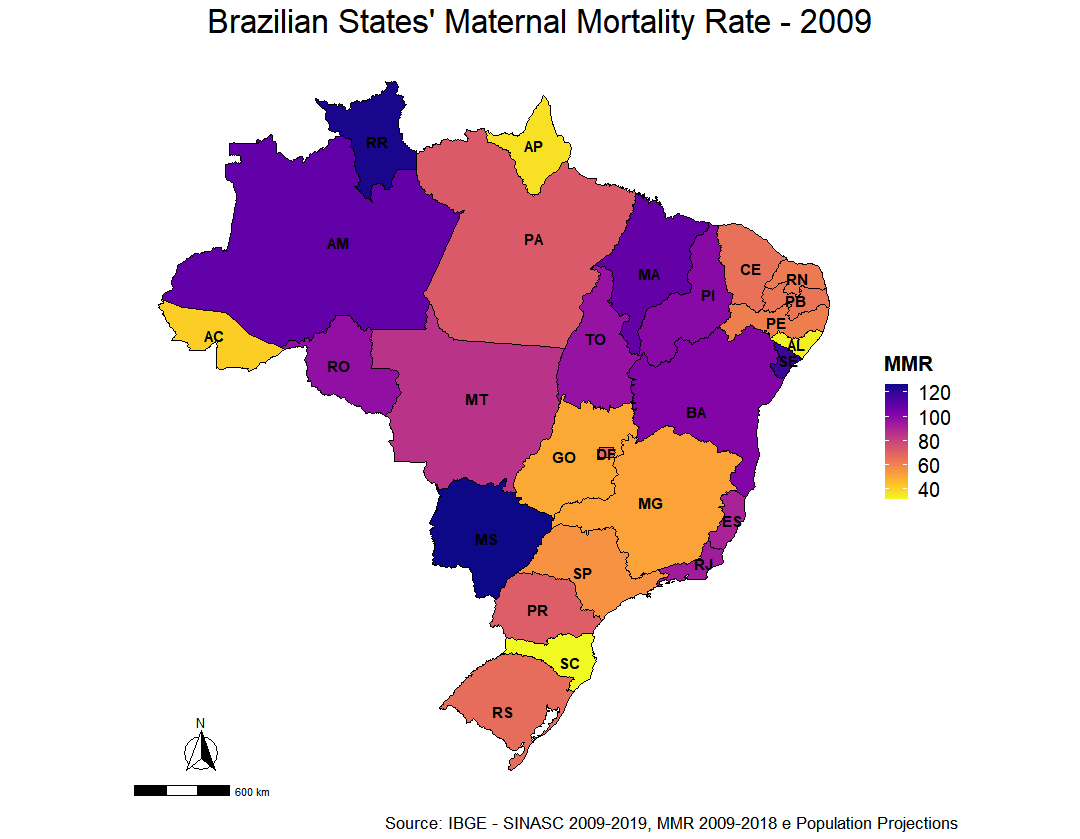 Brazilian States' Maternal Mortality Rate - 2009
RR
AP
AM
PA
MA
CE
RN
PI
PB
PE
AC
TO
AL
SE
RO
MT
BA
GO
DF
MG
ES
MS
RJ
SP
PR
SC
RS
MMR
120
100
80
60
40
N
600 km
Source: IBGE - SINASC 2009-2019, MMR 2009-2018 e Population Projections